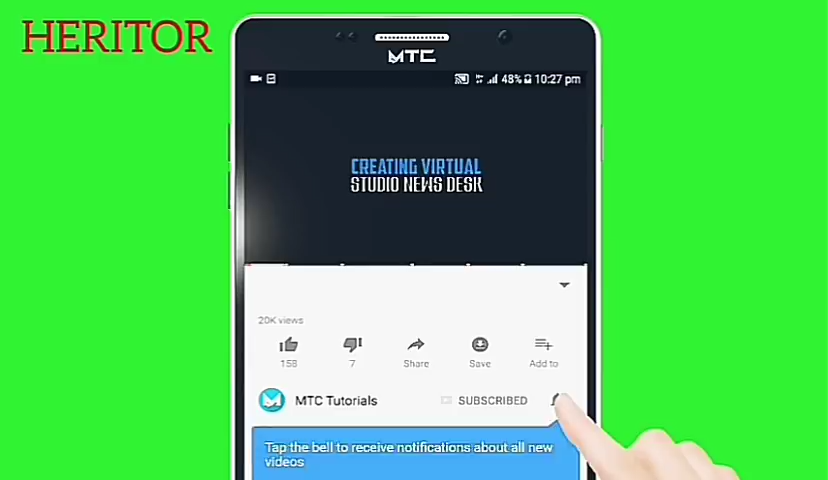 HERITOR
MTC
48% 10:27 pm
CREATING VIRTUAL
STUDIO NEWS DESK
20K views
158
7
Share
Save
Add to
MTC Tutorials
SUBSCRIBED
Tap the bell to receive notifications about all new
videos